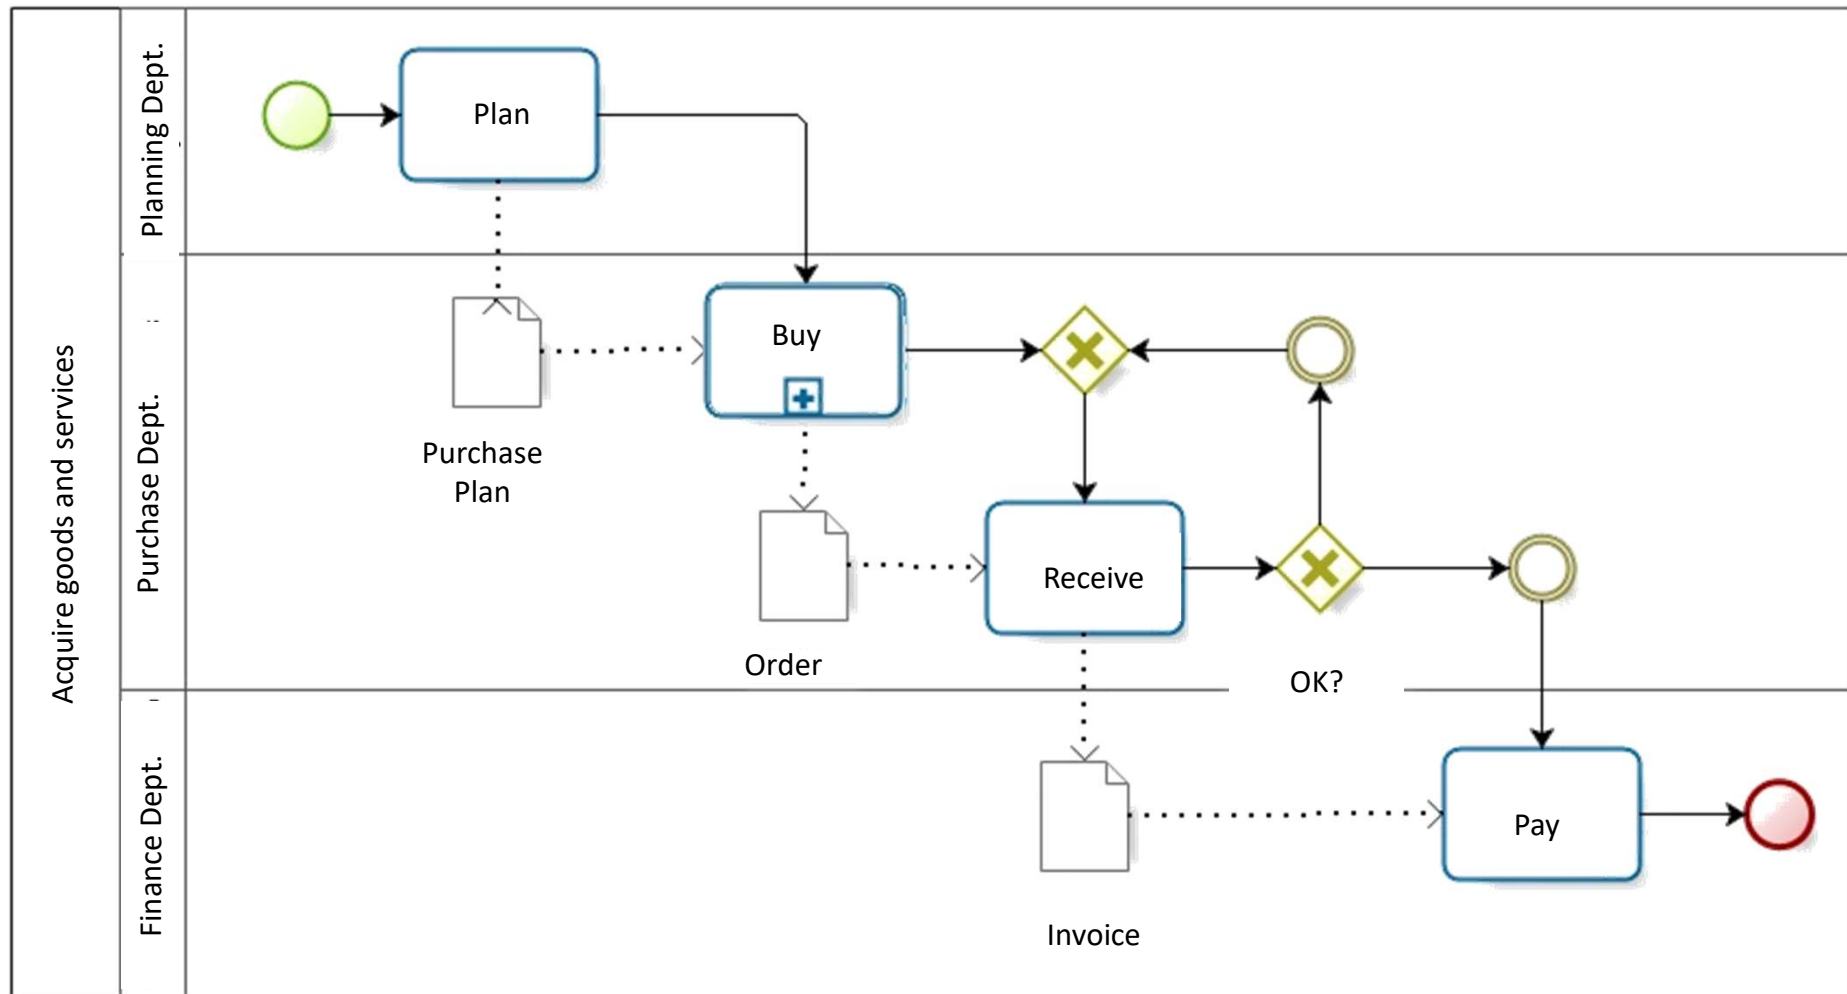 Acquire goods and services
Planning Dept.
Plan
Purchase Dept.
Buy
Purchase
Plan
Receive
Order
OK?
Finance Dept.
Pay
Invoice